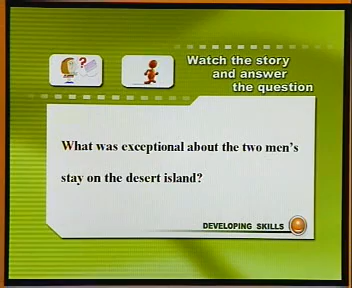 Watch the story
and answer
the question
What was exceptional about the two men's
stay on the desert island?
DEVELOPING SKILLS